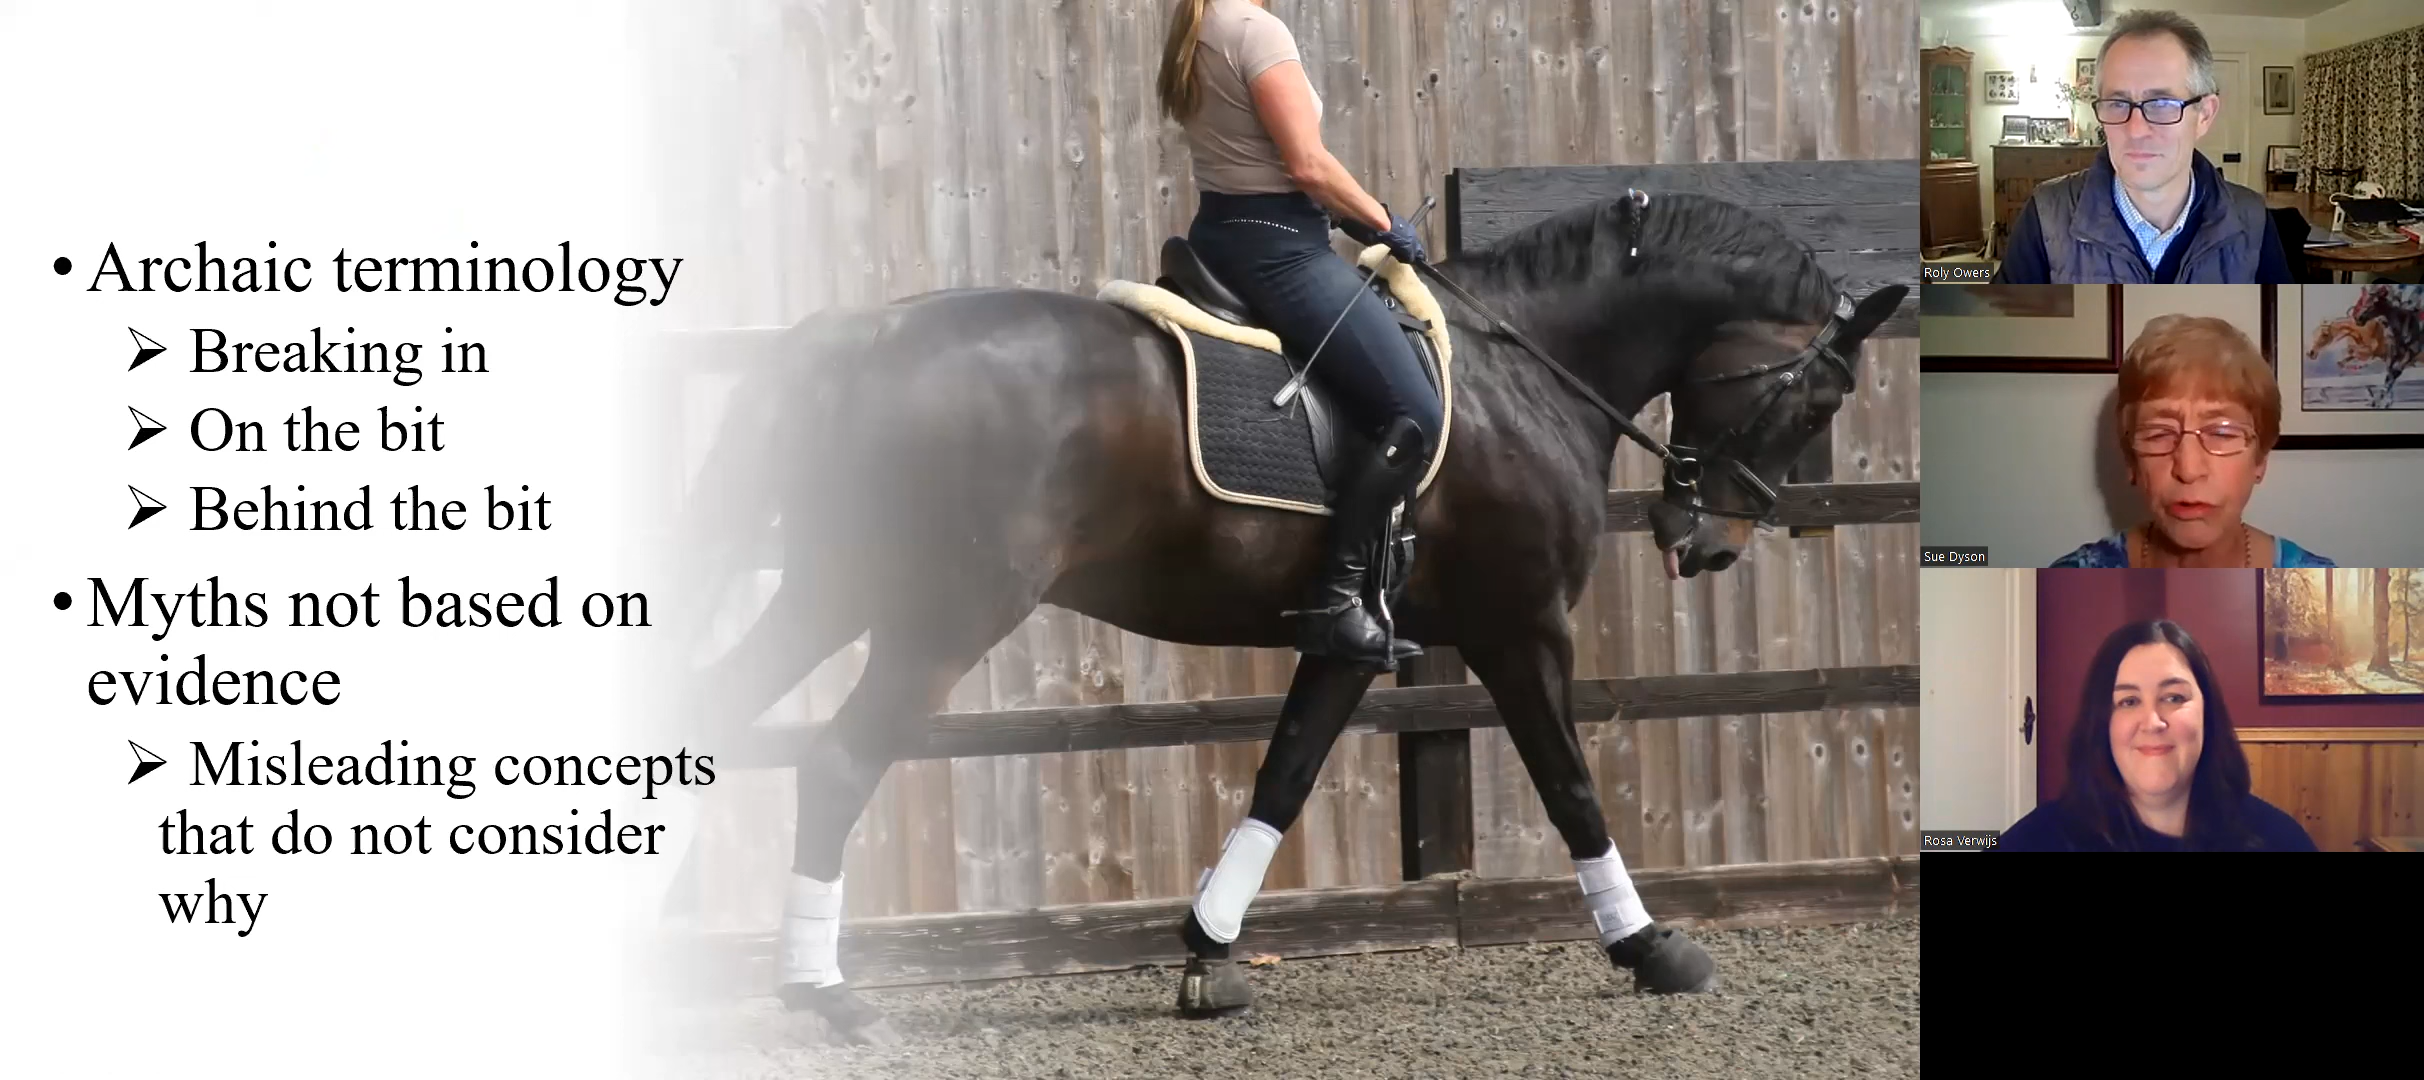 • Archaic terminology
➢ Breaking in
➢ On the bit
➢ Behind the bit
• Myths not based on
evidence
➢ Misleading concepts
that do not consider
why
Roly Owers
Sue Dyson
Rosa Verwijs